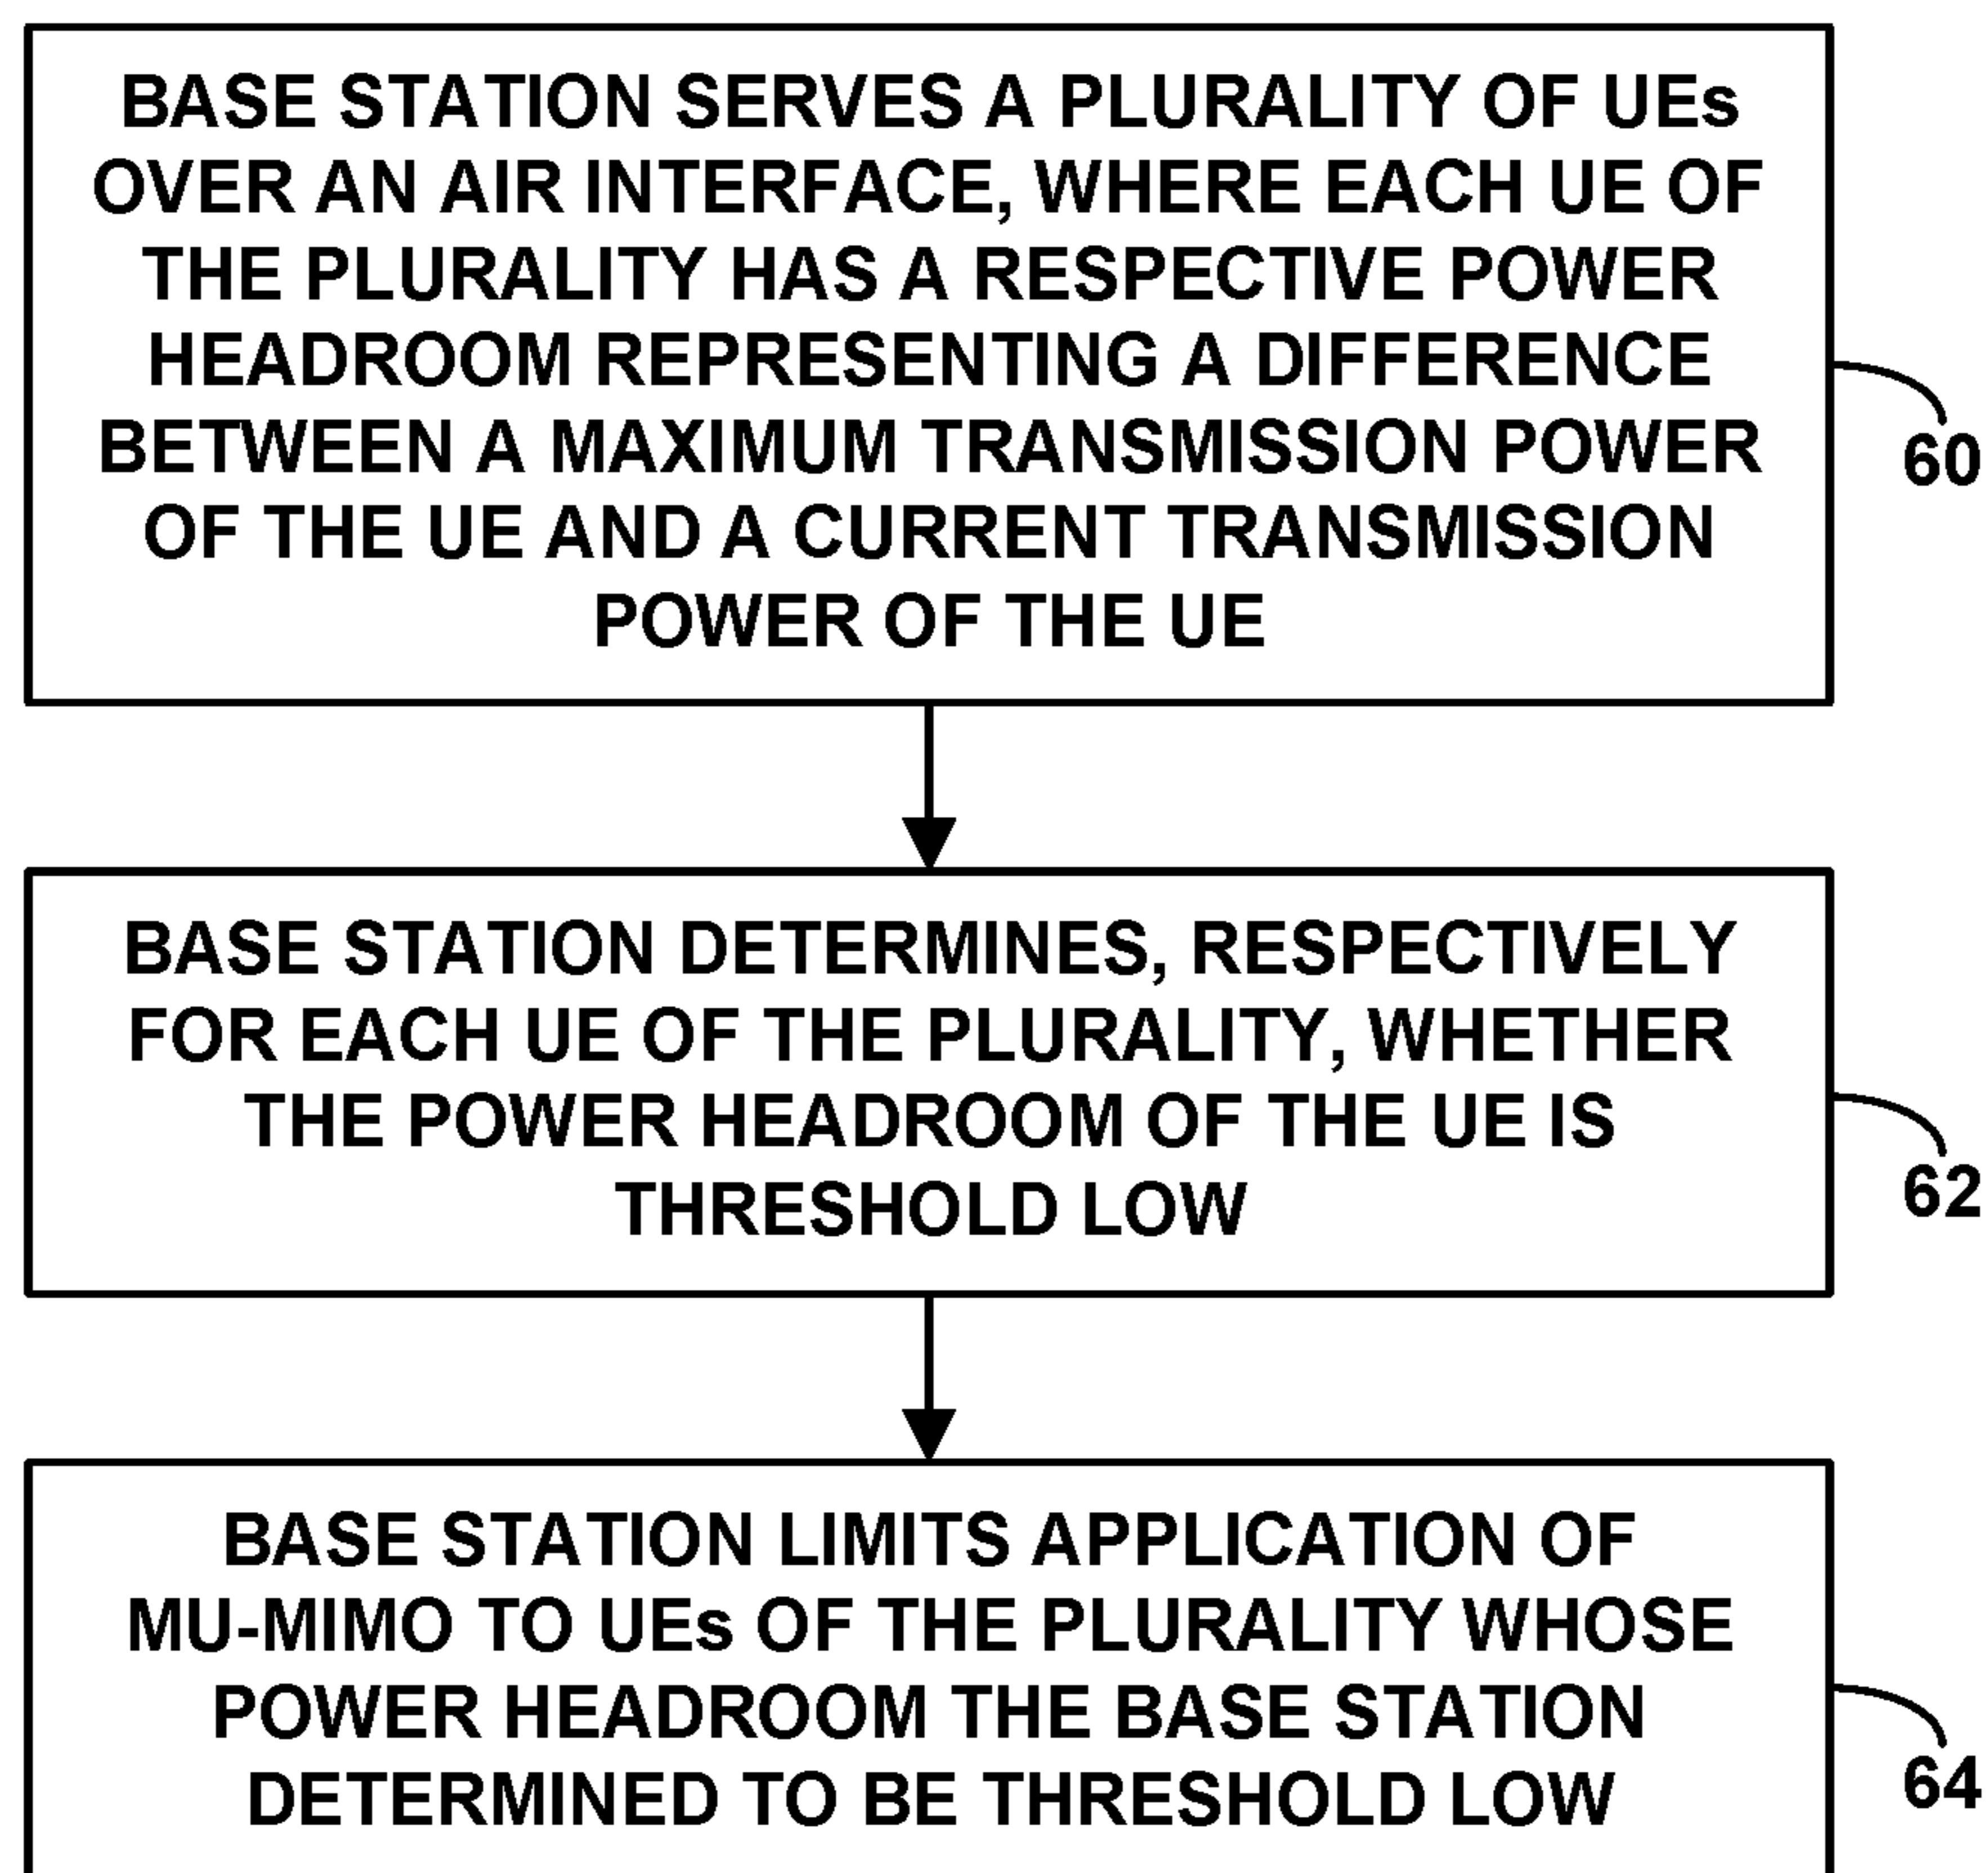 BASE STATION SERVES A PLURALITY OF UEs
OVER AN AIR INTERFACE, WHERE EACH UE OF
THE PLURALITY HAS A RESPECTIVE POWER
HEADROOM REPRESENTING A DIFFERENCE
BETWEEN A MAXIMUM TRANSMISSION POWER
OF THE UE AND A CURRENT TRANSMISSION
POWER OF THE UE
60
BASE STATION DETERMINES, RESPECTIVELY
FOR EACH UE OF THE PLURALITY, WHETHER
THE POWER HEADROOM OF THE UE IS
THRESHOLD LOW
62
BASE STATION LIMITS APPLICATION OF
MU-MIMO TO UEs OF THE PLURALITY WHOSE
POWER HEADROOM THE BASE STATION
DETERMINED TO BE THRESHOLD LOW
64